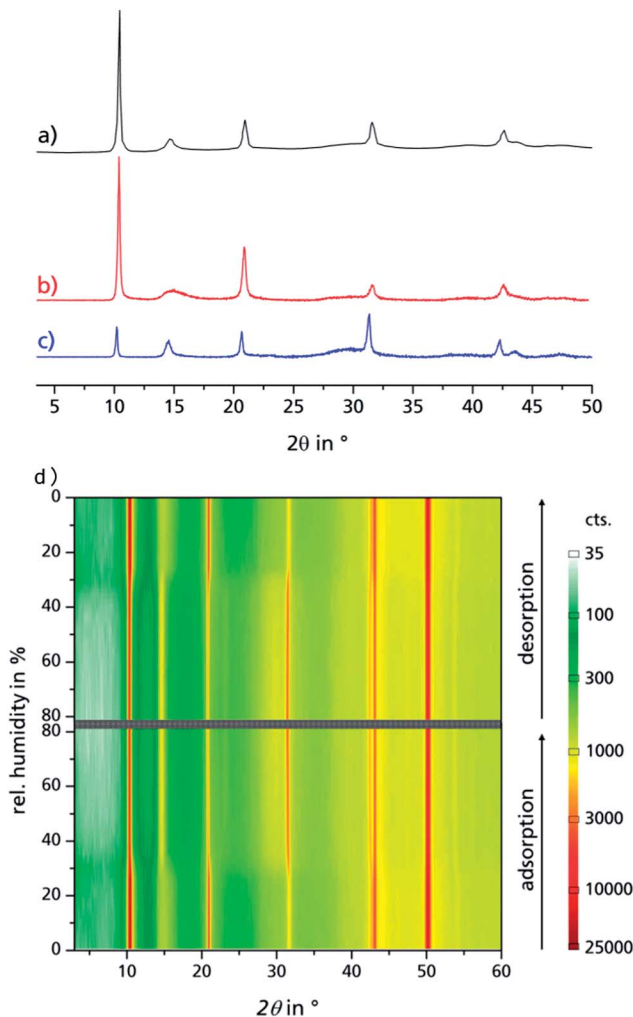 a)
b)
c)
5 10 15 20 25 30 35 40 45 50
2θ in °
d)
0
20
40
60
80
80
60
40
20
0
rel. humidity in %
10 20 30 40 50 60
2θ in °
desorption
adsorption
cts.
35
100
300
1000
3000
10000
25000